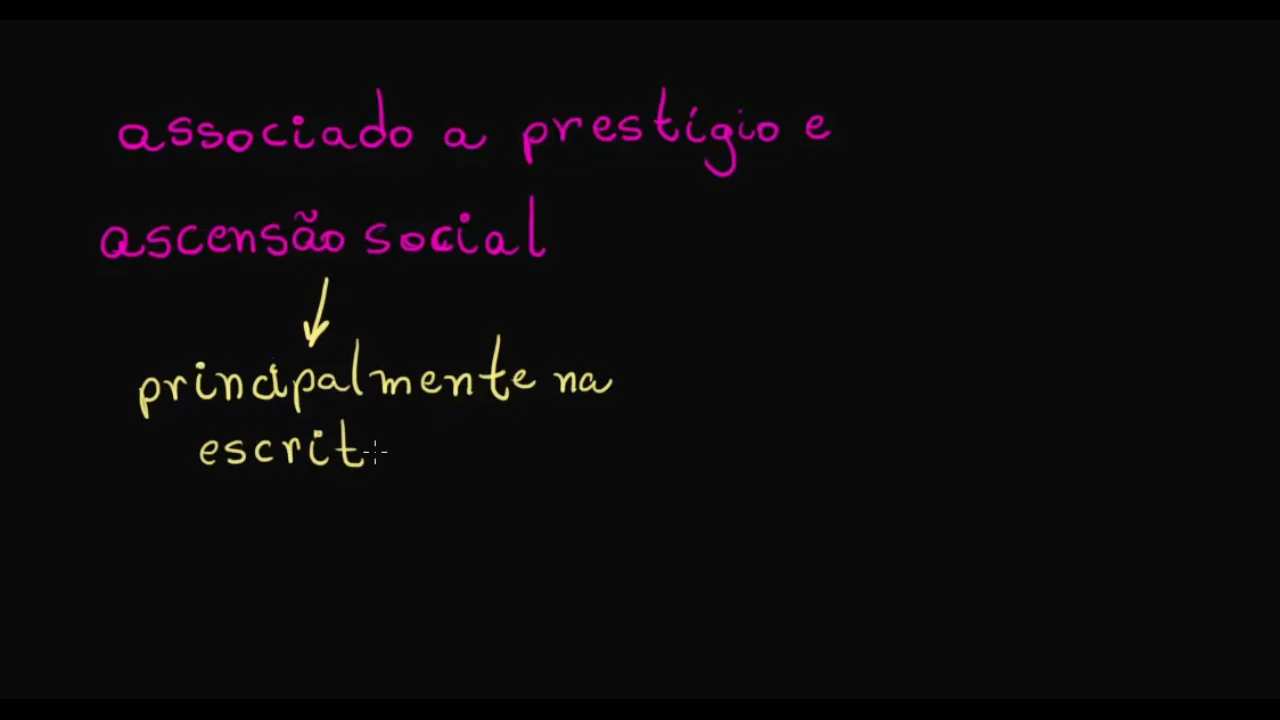 associado a prestígio e
ascensão social
principalmente na
escrit